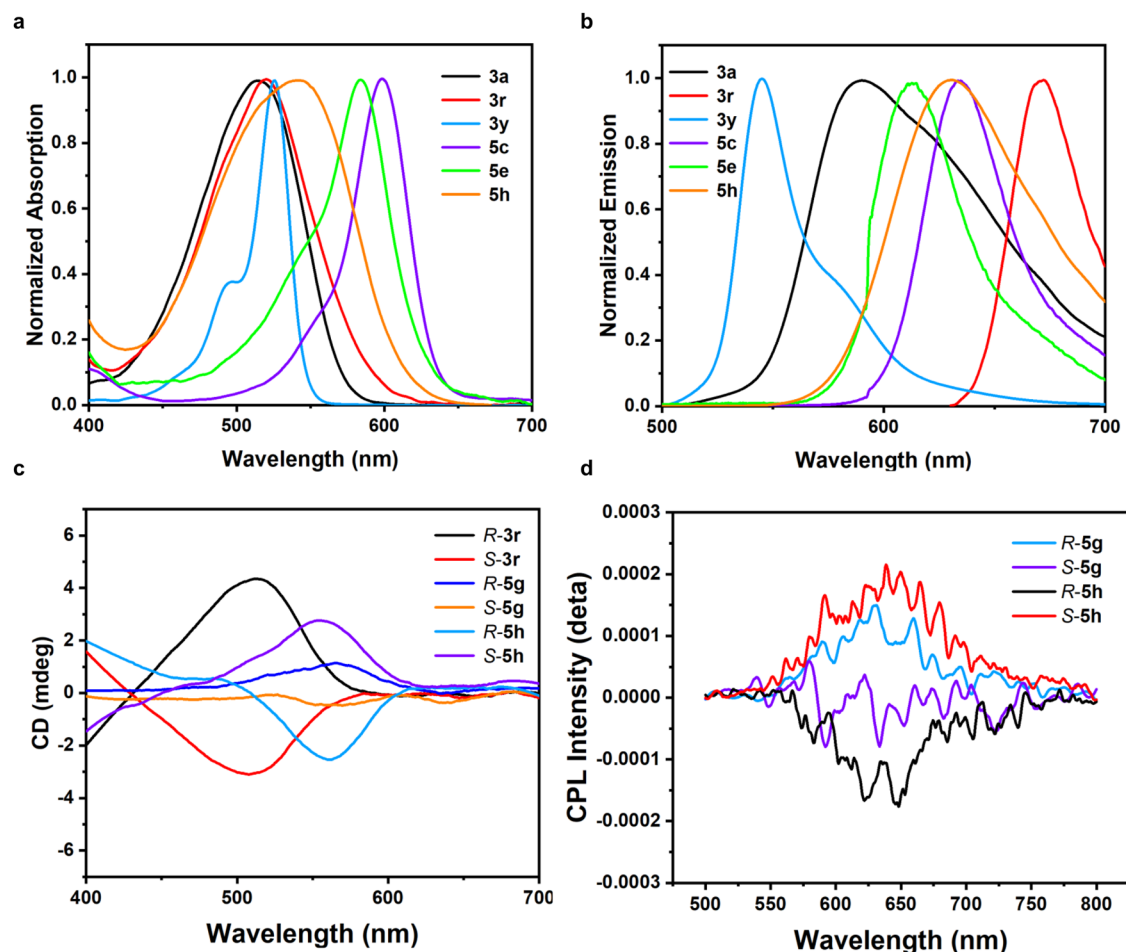 a
1.0
0.8
0.6
0.4
0.2
0.0
Normalized Absorption
3a
3r
3y
5c
5e
5h
400
500
600
700
Wavelength (nm)
b
1.0
0.8
0.6
0.4
0.2
0.0
Normalized Emission
3a
3r
3y
5c
5e
5h
500
600
700
Wavelength (nm)
c
6
4
2
0
-2
-4
-6
CD (mdeg)
R-3r
S-3r
R-5g
S-5g
R-5h
S-5h
400
500
600
700
Wavelength (nm)
d
0.0003
0.0002
0.0001
0.0000
-0.0001
-0.0002
-0.0003
CPL Intensity (deta)
R-5g
S-5g
R-5h
S-5h
500
550
600
650
700
750
800
Wavelength (nm)